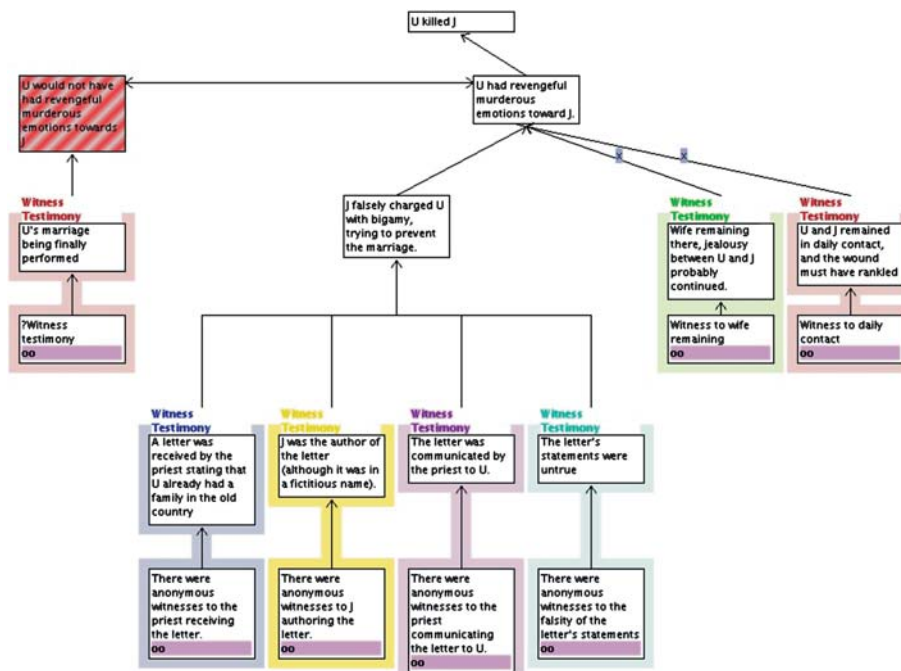 U killed J
U would not have
had revengeful
murderous
emotions towards
J
U had revengeful
murderous
emotions toward J.
x
x
Witness
Testimony
U's marriage
being finally
performed
?Witness
testimony
oo
J falsely charged U
with bigamy,
trying to prevent
the marriage.
Witness
Testimony
Wife remaining
there, jealousy
between U and J
probably
continued.
Witness to wife
remaining
oo
Witness
Testimony
U and J remained
in daily contact,
and the wound
must have rankled
Witness to daily
contact
oo
Witness
Testimony
A letter was
received by the
priest stating that
U already had a
family in the old
country
There were
anonymous
witnesses to the
priest receiving
the letter.
oo
Witness
Testimony
J was the author of
the letter
(although it was in
a fictitious name).
There were
anonymous
witnesses to J
authoring the
letter.
oo
Witness
Testimony
The letter was
communicated by
the priest to U.
There were
anonymous
witnesses to the
priest
communicating
the letter to U.
oo
Witness
Testimony
The letter's
statements were
untrue
There were
anonymous
witnesses to the
falsity of the
letter's statements
oo